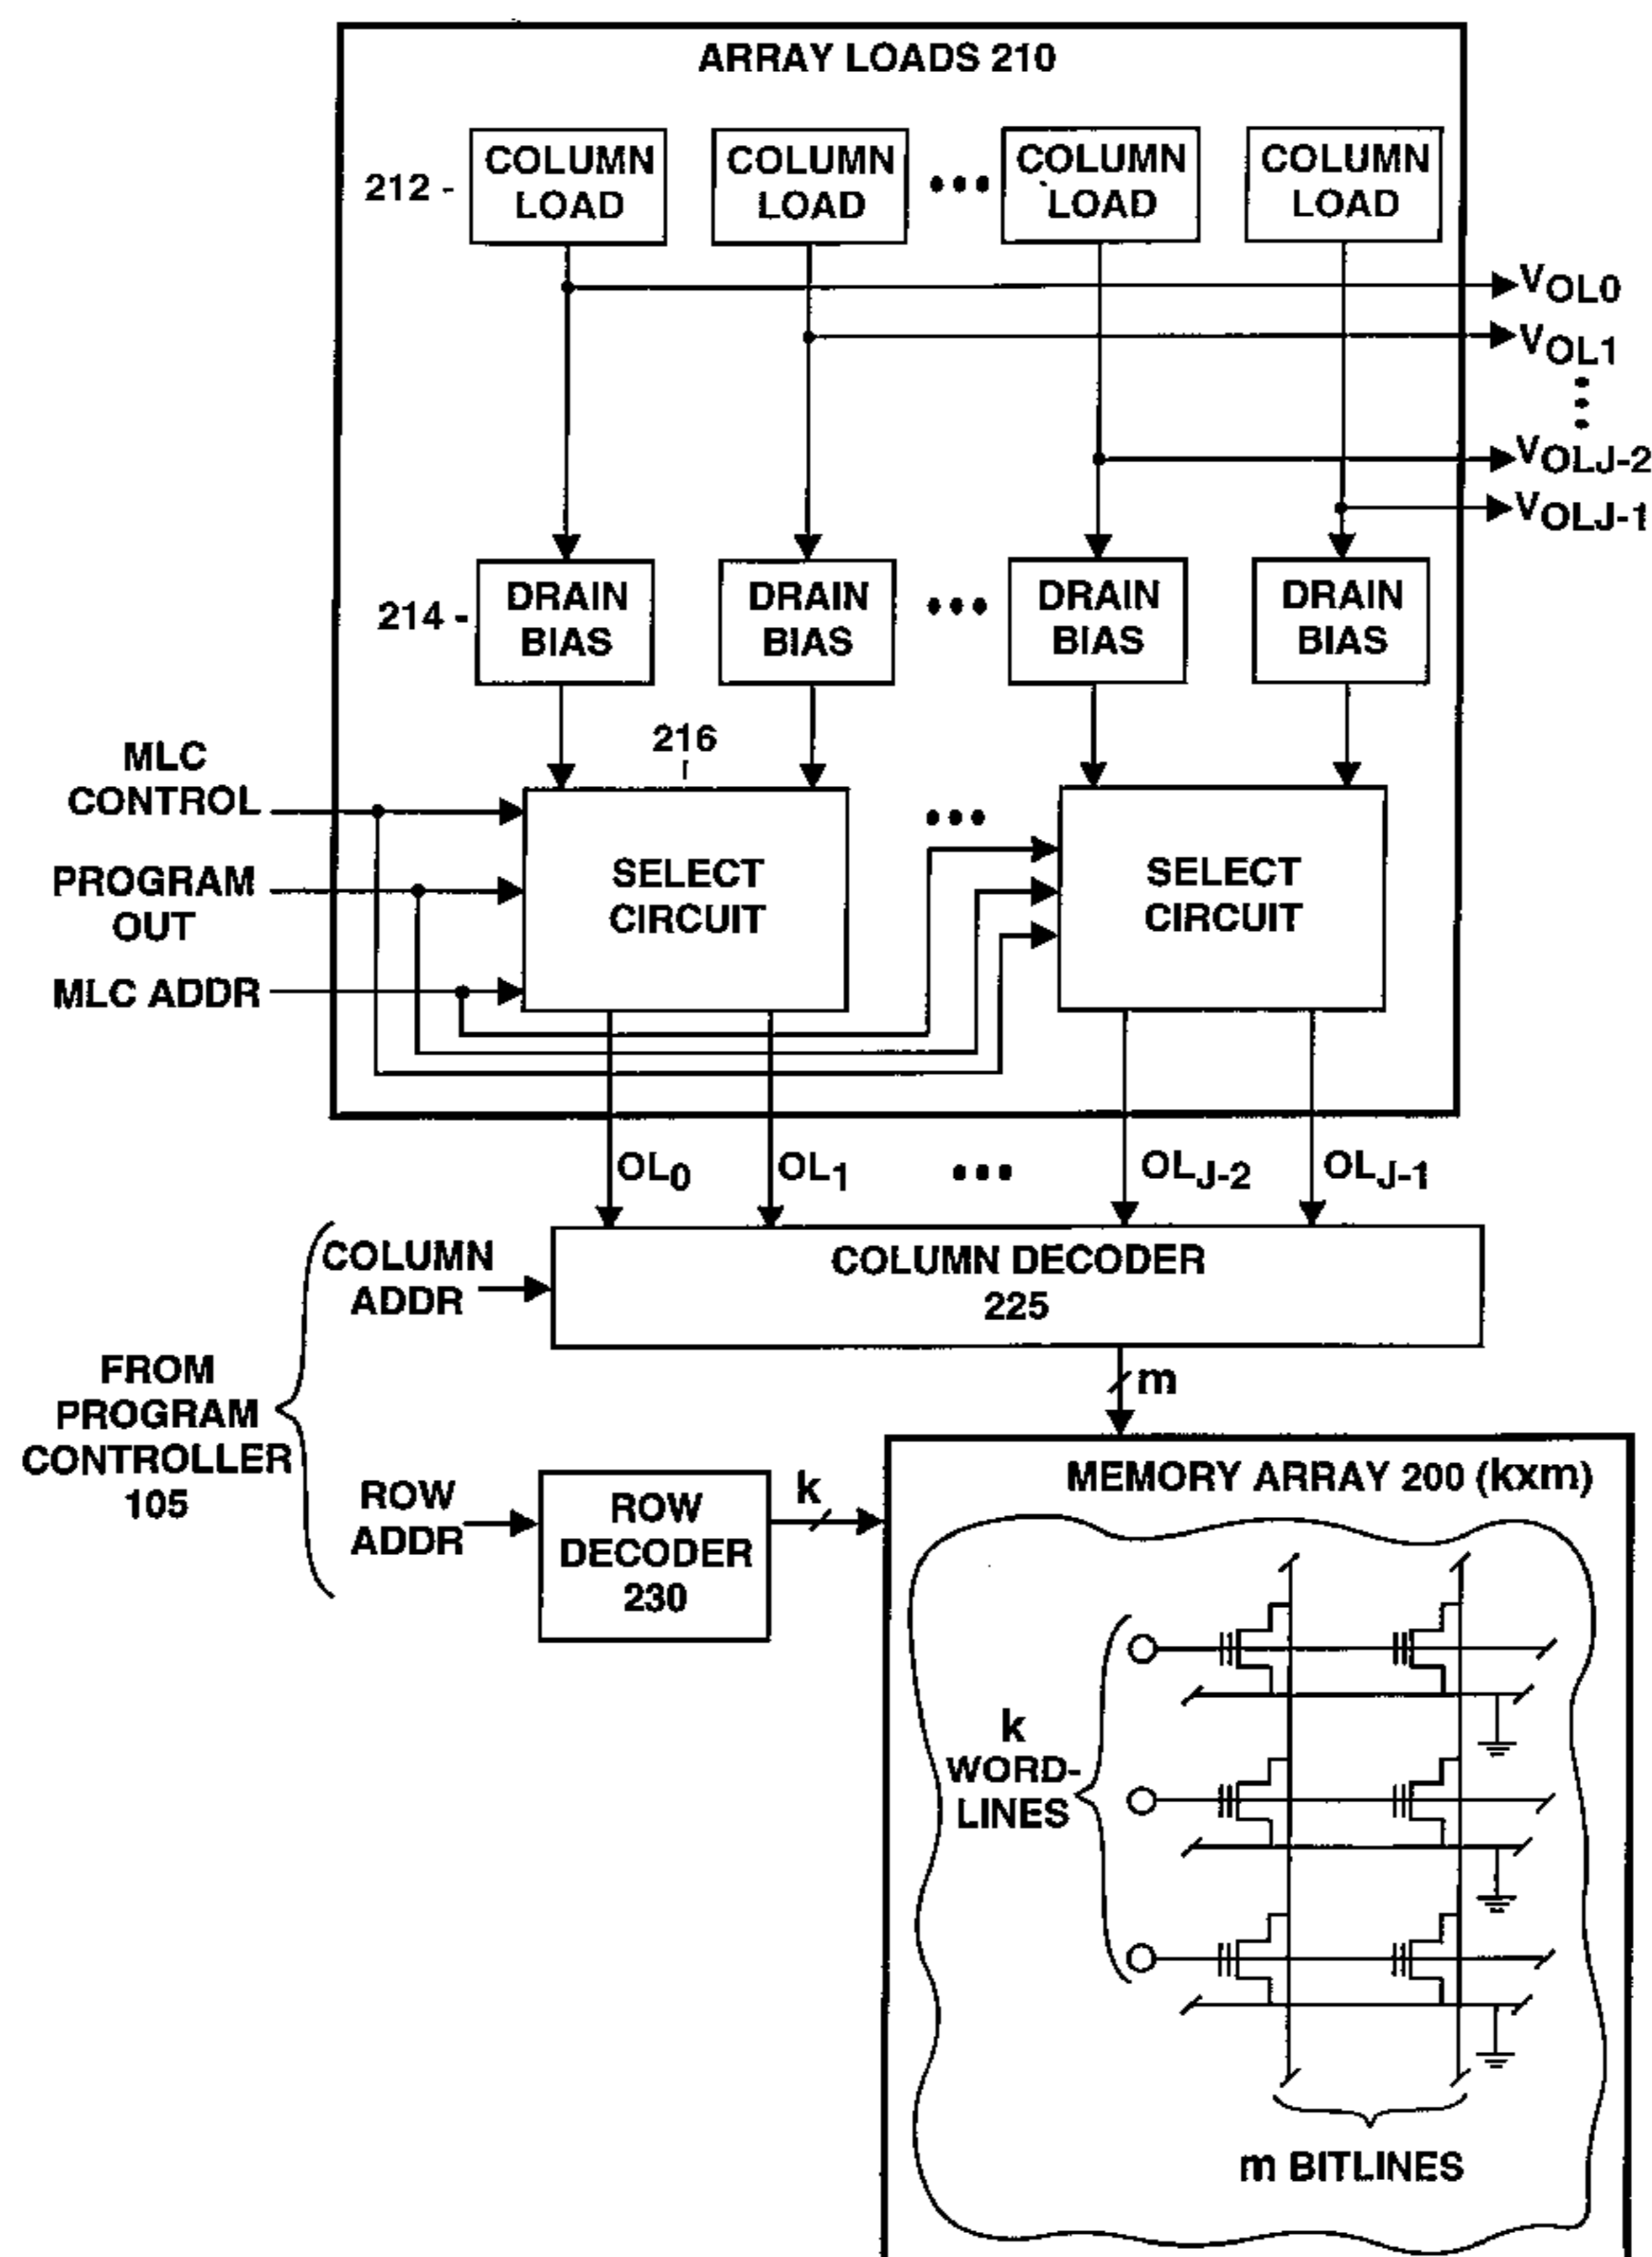 ARRAY LOADS 210
212 -
COLUMN
LOAD
COLUMN
LOAD
•••
COLUMN
LOAD
COLUMN
LOAD
VOL0
VOL1
VOLJ-2
VOLJ-1
214 -
DRAIN
BIAS
DRAIN
BIAS
•••
DRAIN
BIAS
DRAIN
BIAS
216
MLC
CONTROL
PROGRAM
OUT
MLC ADDR
SELECT
CIRCUIT
•••
SELECT
CIRCUIT
OL0
OL1
•••
OLJ-2
OLJ-1
COLUMN
ADDR
COLUMN DECODER
225
FROM
PROGRAM
CONTROLLER
105
m
ROW
ADDR
ROW
DECODER
230
k
MEMORY ARRAY 200 (kxm)
k
WORD-
LINES
m BITLINES